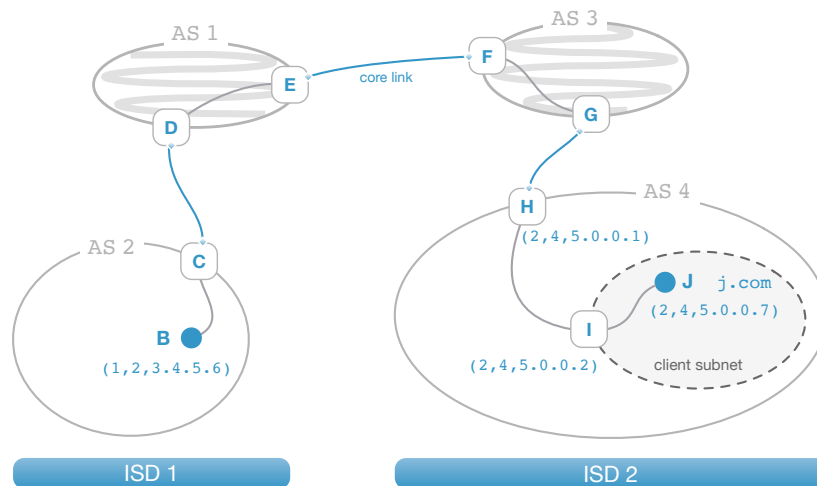 AS 1
AS 3
E
core link
F
D
G
AS 2
C
H
AS 4
(2,4,5.0.0.1)
J j.com
(2,4,5.0.0.7)
B
I
(1,2,3.4.5.6)
(2,4,5.0.0.2)
client subnet
ISD 1
ISD 2